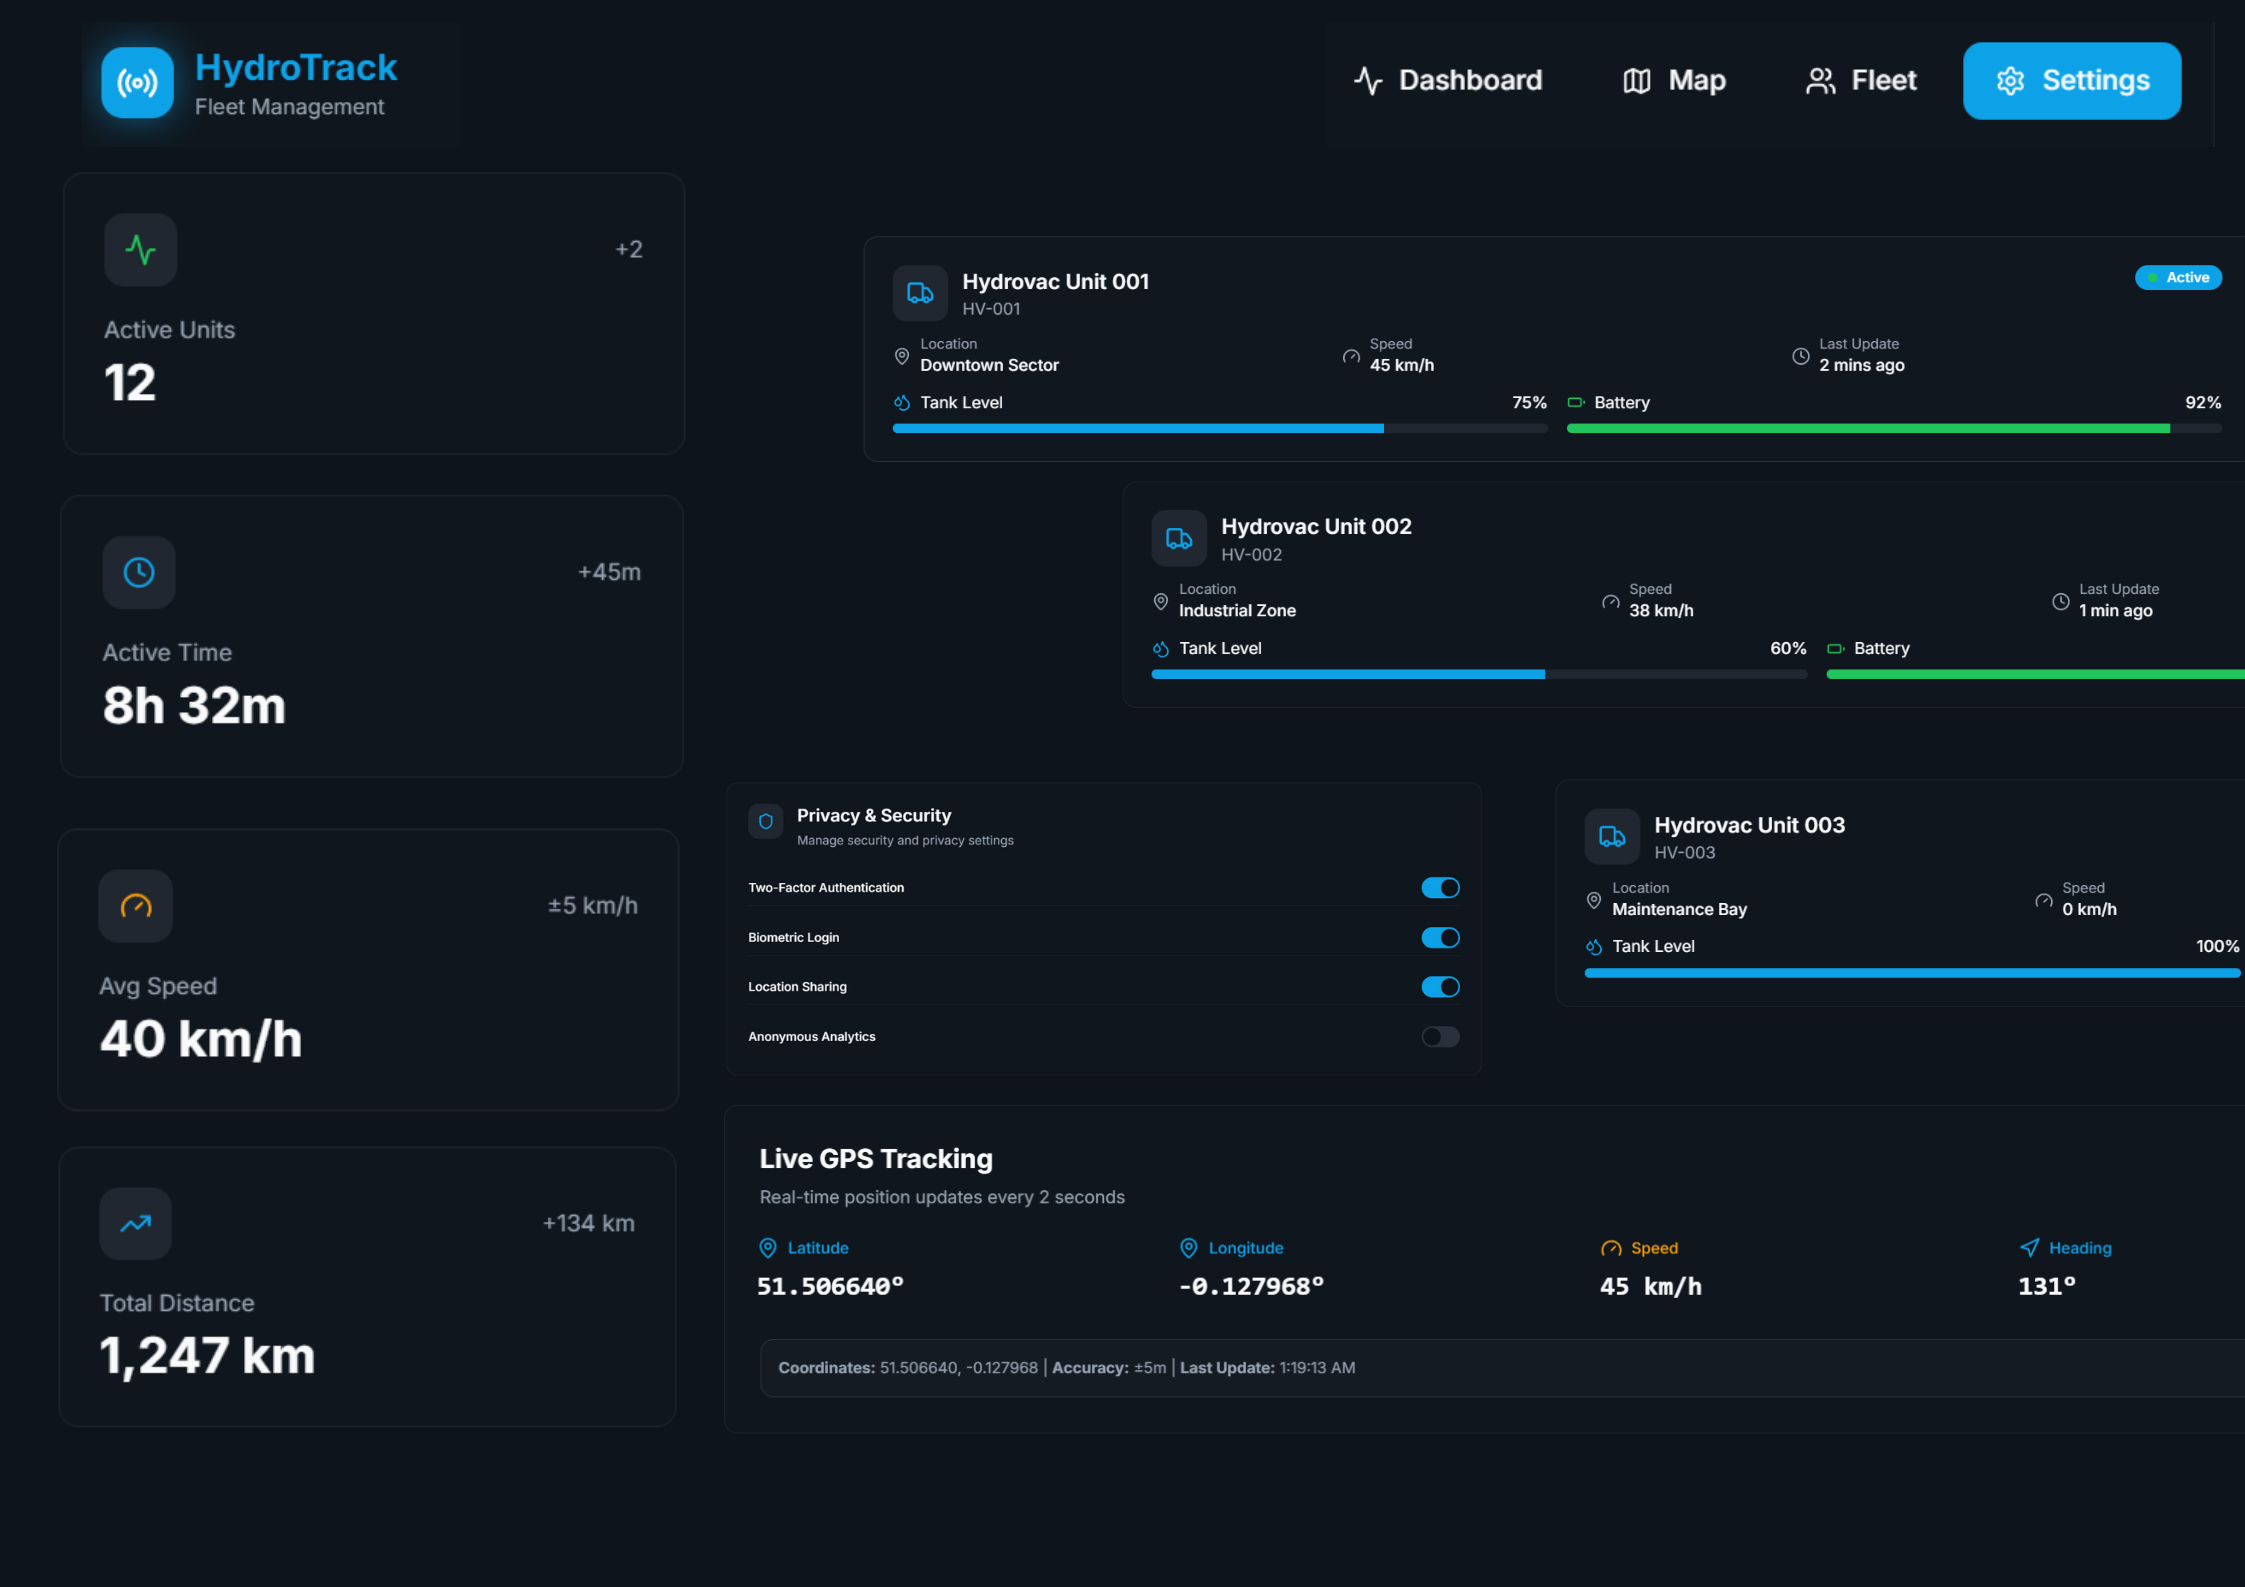 HydroTrack
Fleet Management
Dashboard
Map
Fleet
Settings
+2
Active Units
12
+45m
Active Time
8h 32m
±5 km/h
Avg Speed
40 km/h
+134 km
Total Distance
1,247 km
Hydrovac Unit 001
Active
HV-001
Location
Downtown Sector
Speed
45 km/h
Last Update
2 mins ago
Tank Level
75%
Battery
92%
Hydrovac Unit 002
HV-002
Location
Industrial Zone
Speed
38 km/h
Last Update
1 min ago
Tank Level
60%
Battery
Privacy & Security
Manage security and privacy settings
Two-Factor Authentication
Biometric Login
Location Sharing
Anonymous Analytics
Hydrovac Unit 003
HV-003
Location
Maintenance Bay
Speed
0 km/h
Tank Level
100%
Live GPS Tracking
Real-time position updates every 2 seconds
Latitude
51.506640°
Longitude
-0.127968°
Speed
45 km/h
Heading
131°
Coordinates: 51.506640, -0.127968 | Accuracy: ±5m | Last Update: 1:19:13 AM